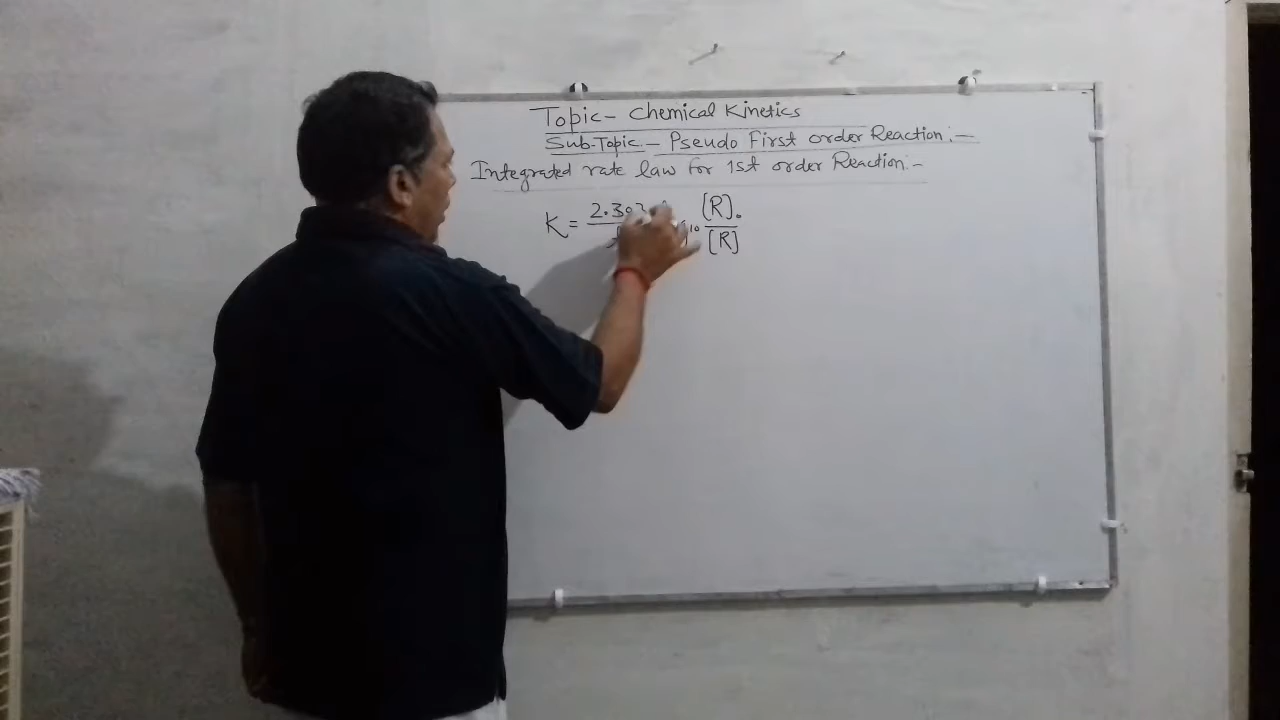 Topic- Chemical Kinetics
Sub-Topic- Pseudo First order Reaction:-
Integrated rate law for 1st order Reaction:-
K = 2.303 10 [R]₀
[R]